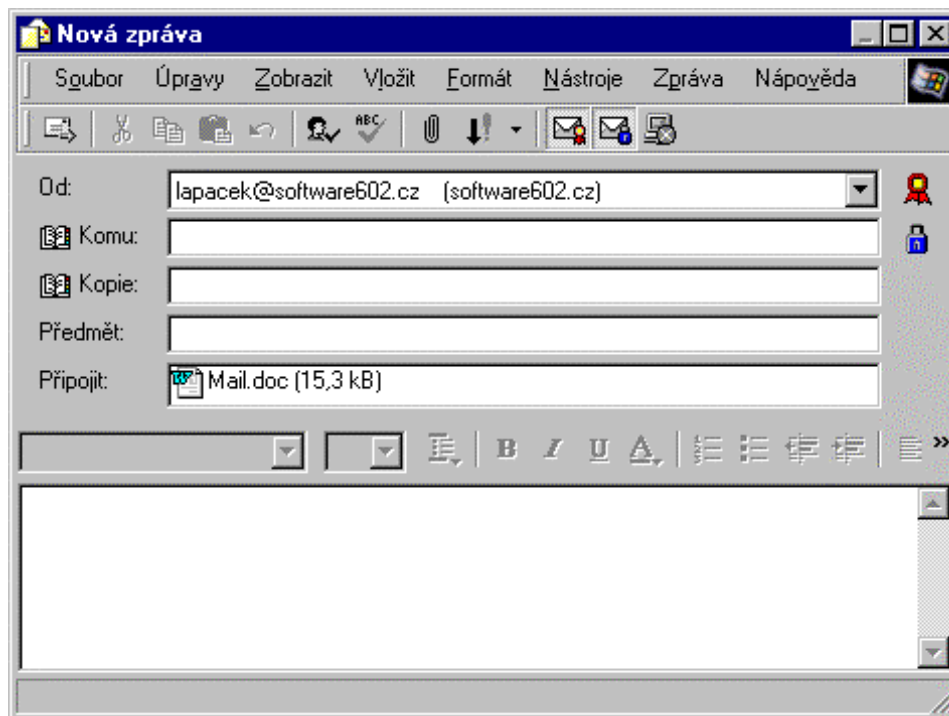 Nová zpráva
Soubor Úpravy Zobrazit Vložit Formát Nástroje Zpráva Nápověda
ABC
Od: lapacek@software602.cz (software602.cz)
Komu:
Kopie:
Předmět:
Připojit: Mail.doc (15,3 kB)
B I U A